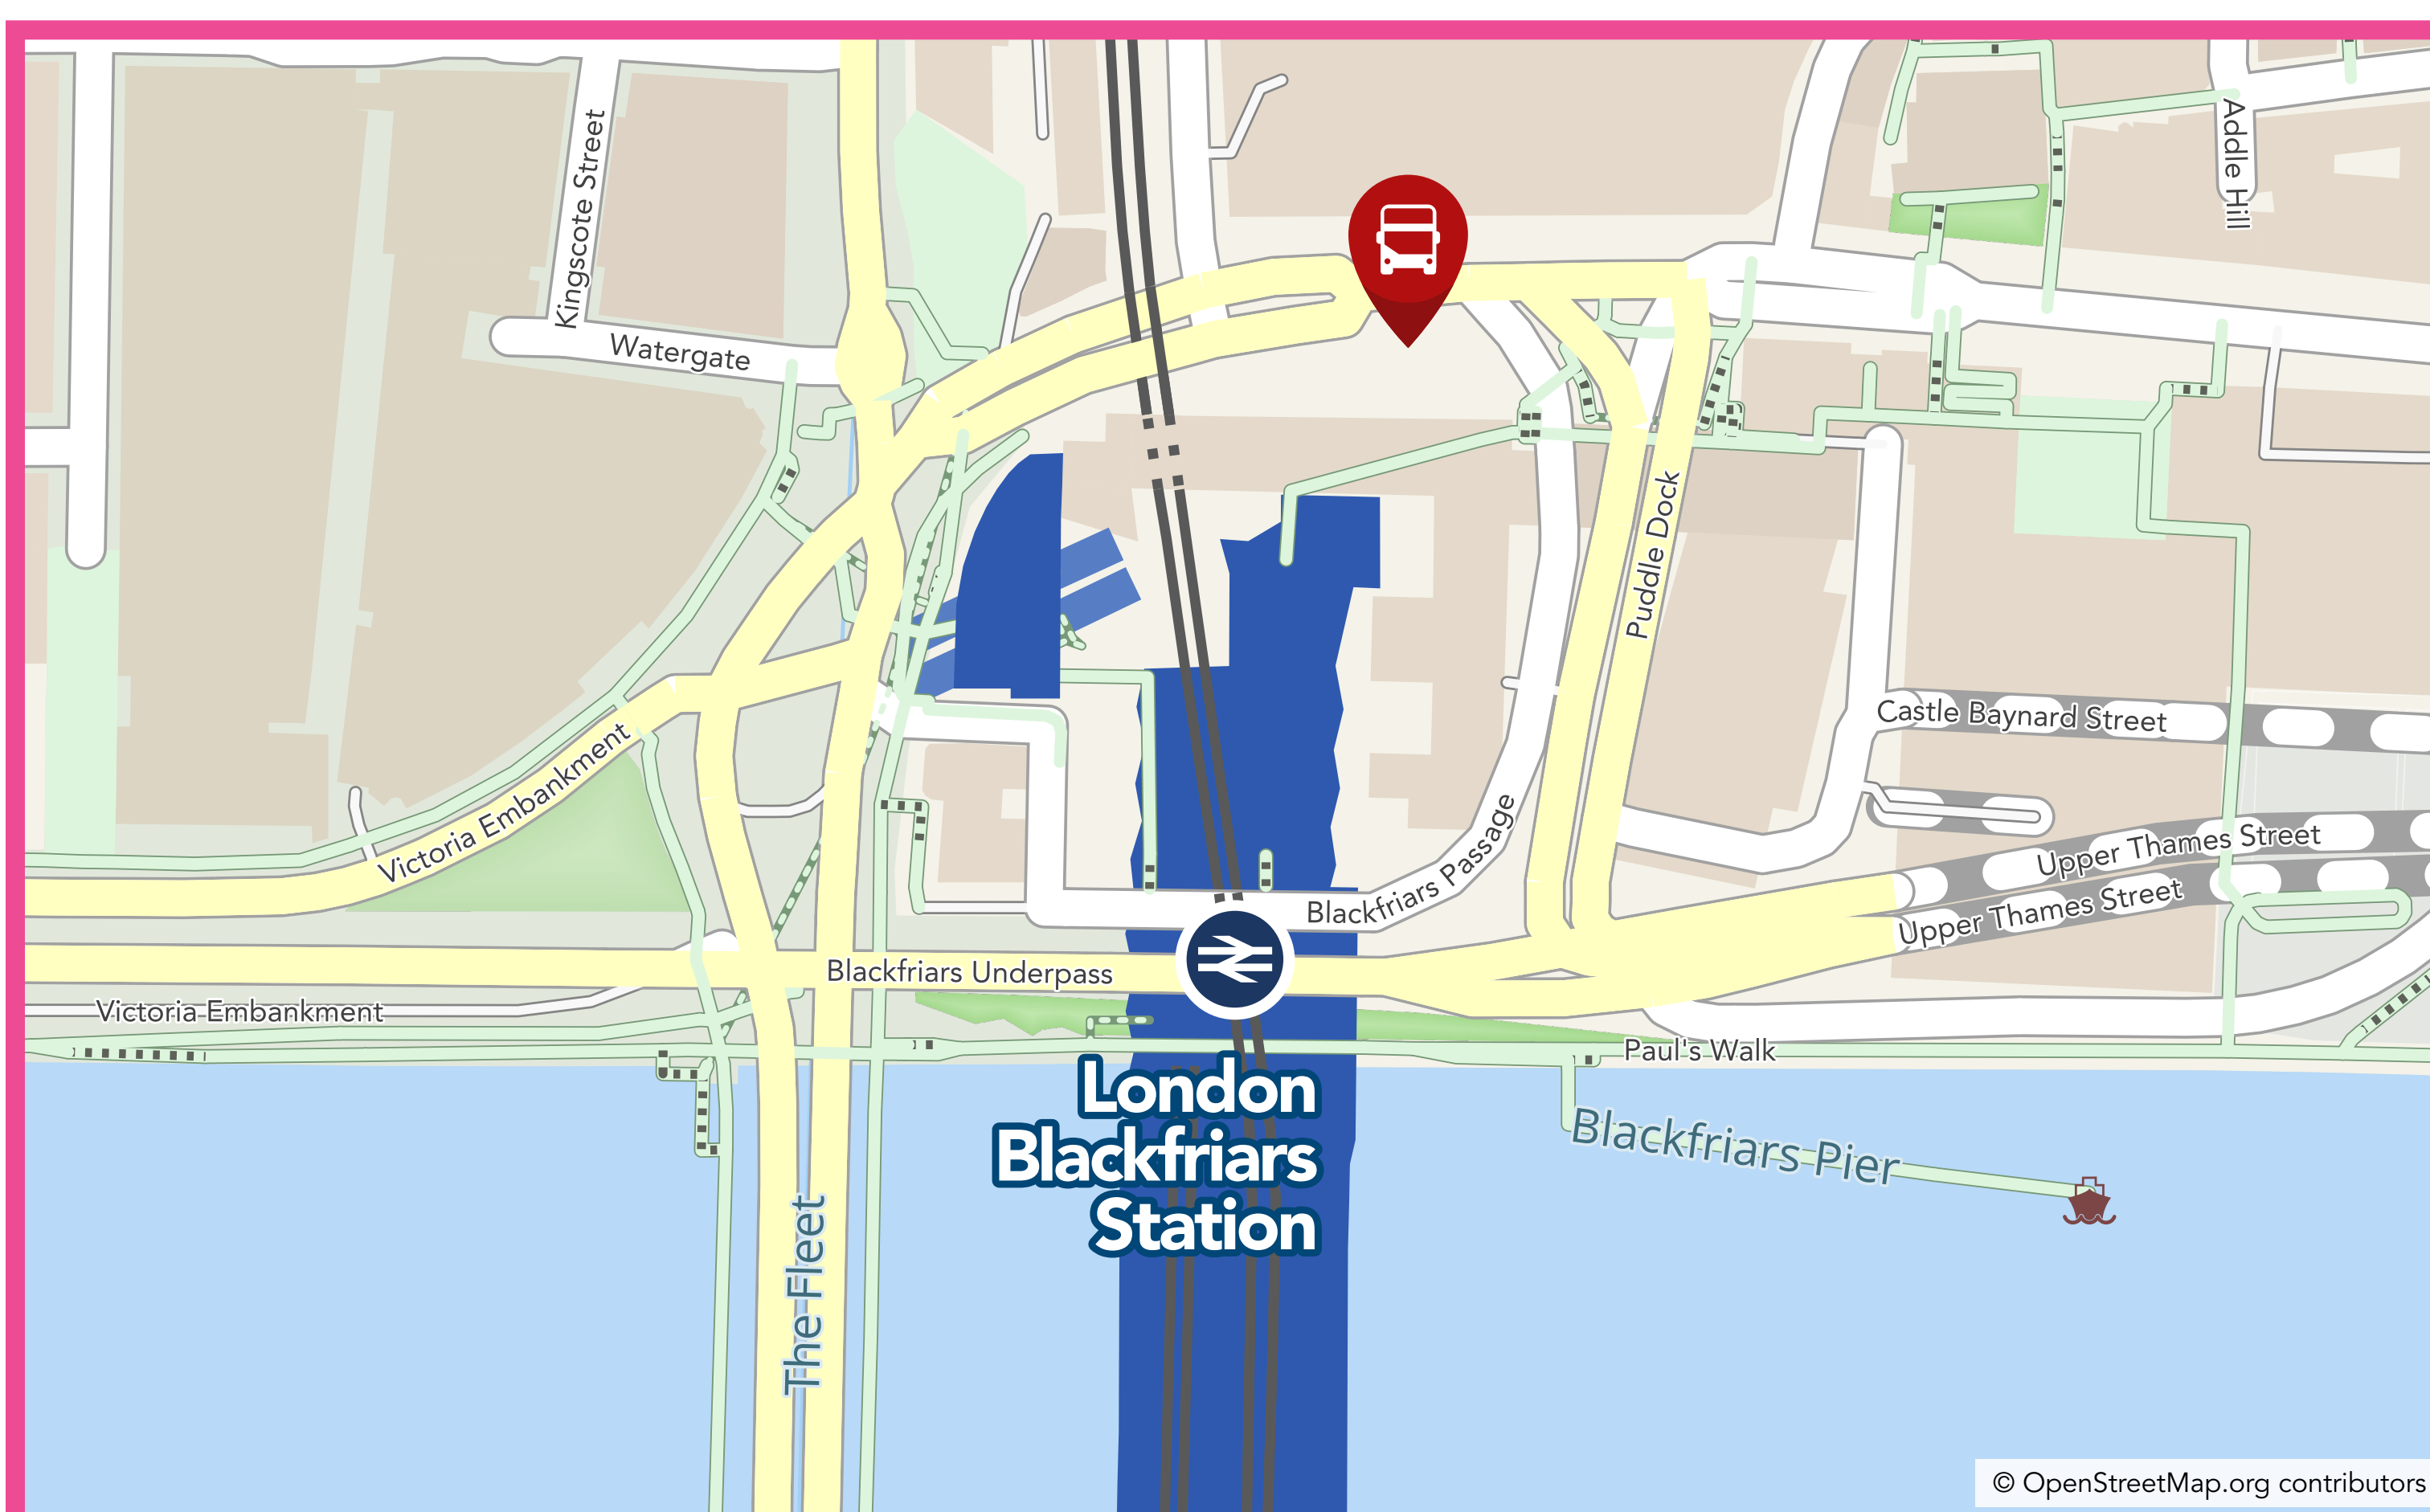 Addle Hill
Kingscote Street
Watergate
Puddle Dock
Castle Baynard Street
Victoria Embankment
Upper Thames Street
Blackfriars Passage
Upper Thames Street
Blackfriars Underpass
Victoria Embankment
Paul's Walk
London
Blackfriars
Station
Blackfriars Pier
The Fleet
© OpenStreetMap.org contributors